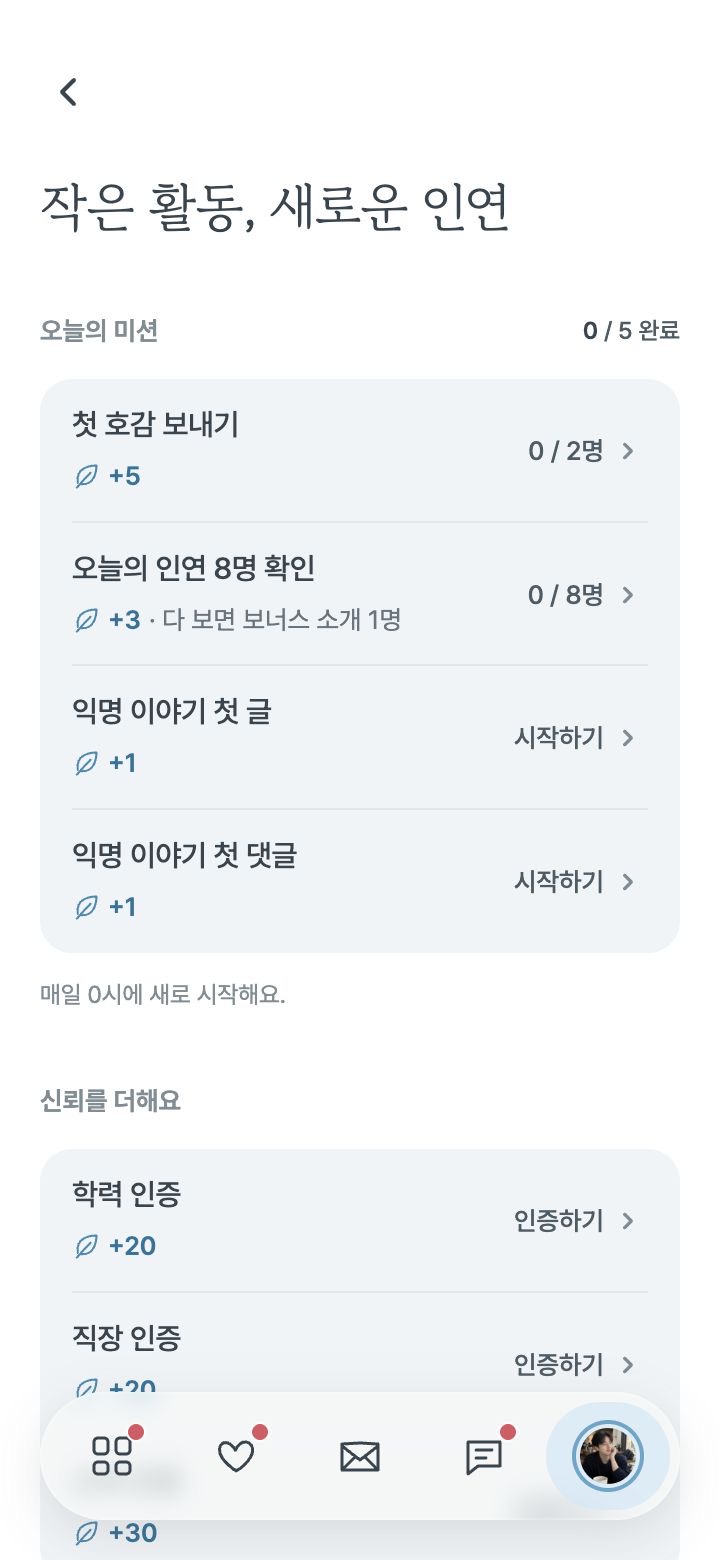 작은 활동, 새로운 인연
오늘의 미션
0 / 5 완료
첫 호감 보내기
+5
0 / 2명
오늘의 인연 8명 확인
+3 · 다 보면 보너스 소개 1명
0 / 8명
익명 이야기 첫 글
+1
시작하기
익명 이야기 첫 댓글
+1
시작하기
매일 0시에 새로 시작해요.
신뢰를 더해요
학력 인증
+20
인증하기
직장 인증
+20
인증하기
+30